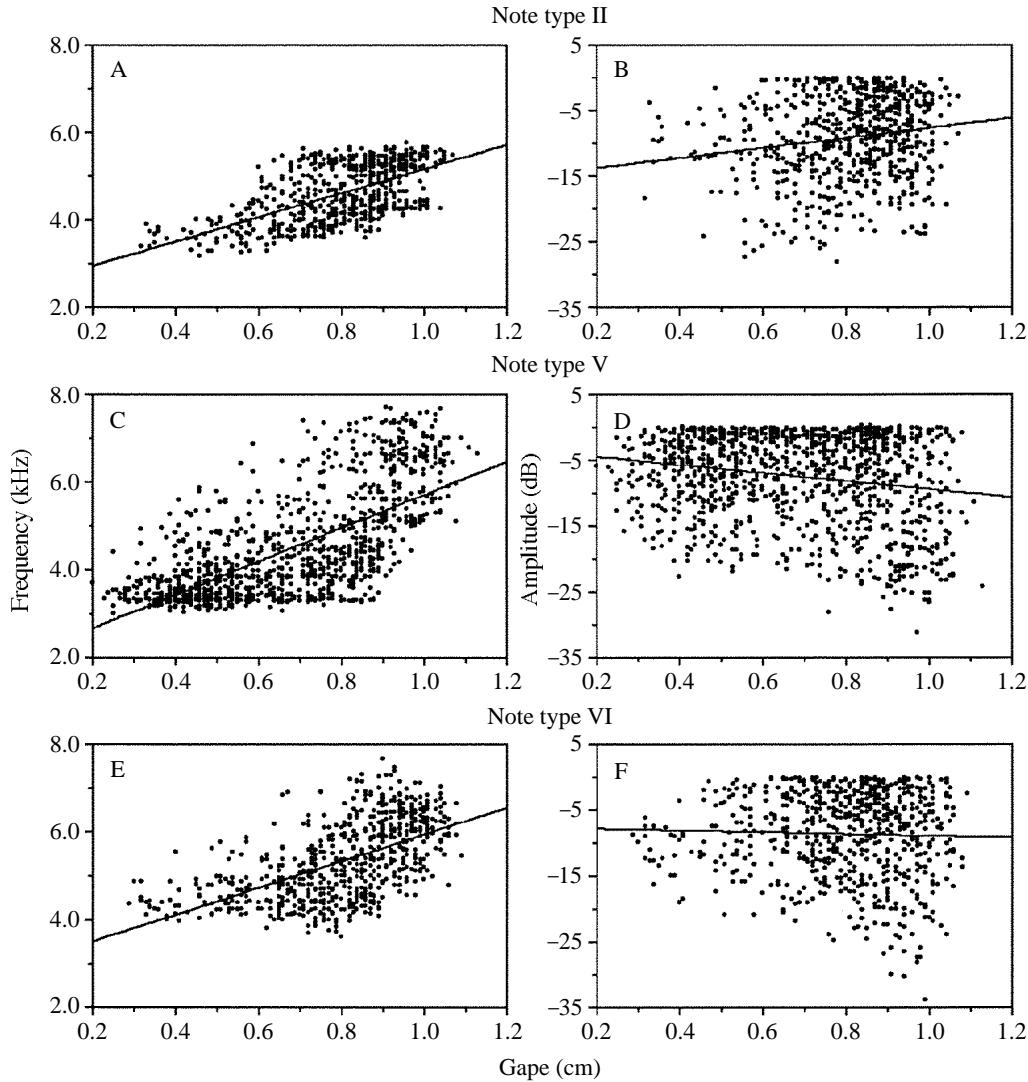 Note type II
A
8.0
6.0
4.0
2.0
0.2 0.4 0.6 0.8 1.0 1.2
B
5
−5
−15
−25
−35
0.2 0.4 0.6 0.8 1.0 1.2
Note type V
Frequency (kHz)
C
8.0
6.0
4.0
2.0
0.2 0.4 0.6 0.8 1.0 1.2
Amplitude (dB)
D
5
−5
−15
−25
−35
0.2 0.4 0.6 0.8 1.0 1.2
Note type VI
E
8.0
6.0
4.0
2.0
0.2 0.4 0.6 0.8 1.0 1.2
F
5
−5
−15
−25
−35
0.2 0.4 0.6 0.8 1.0 1.2
Gape (cm)